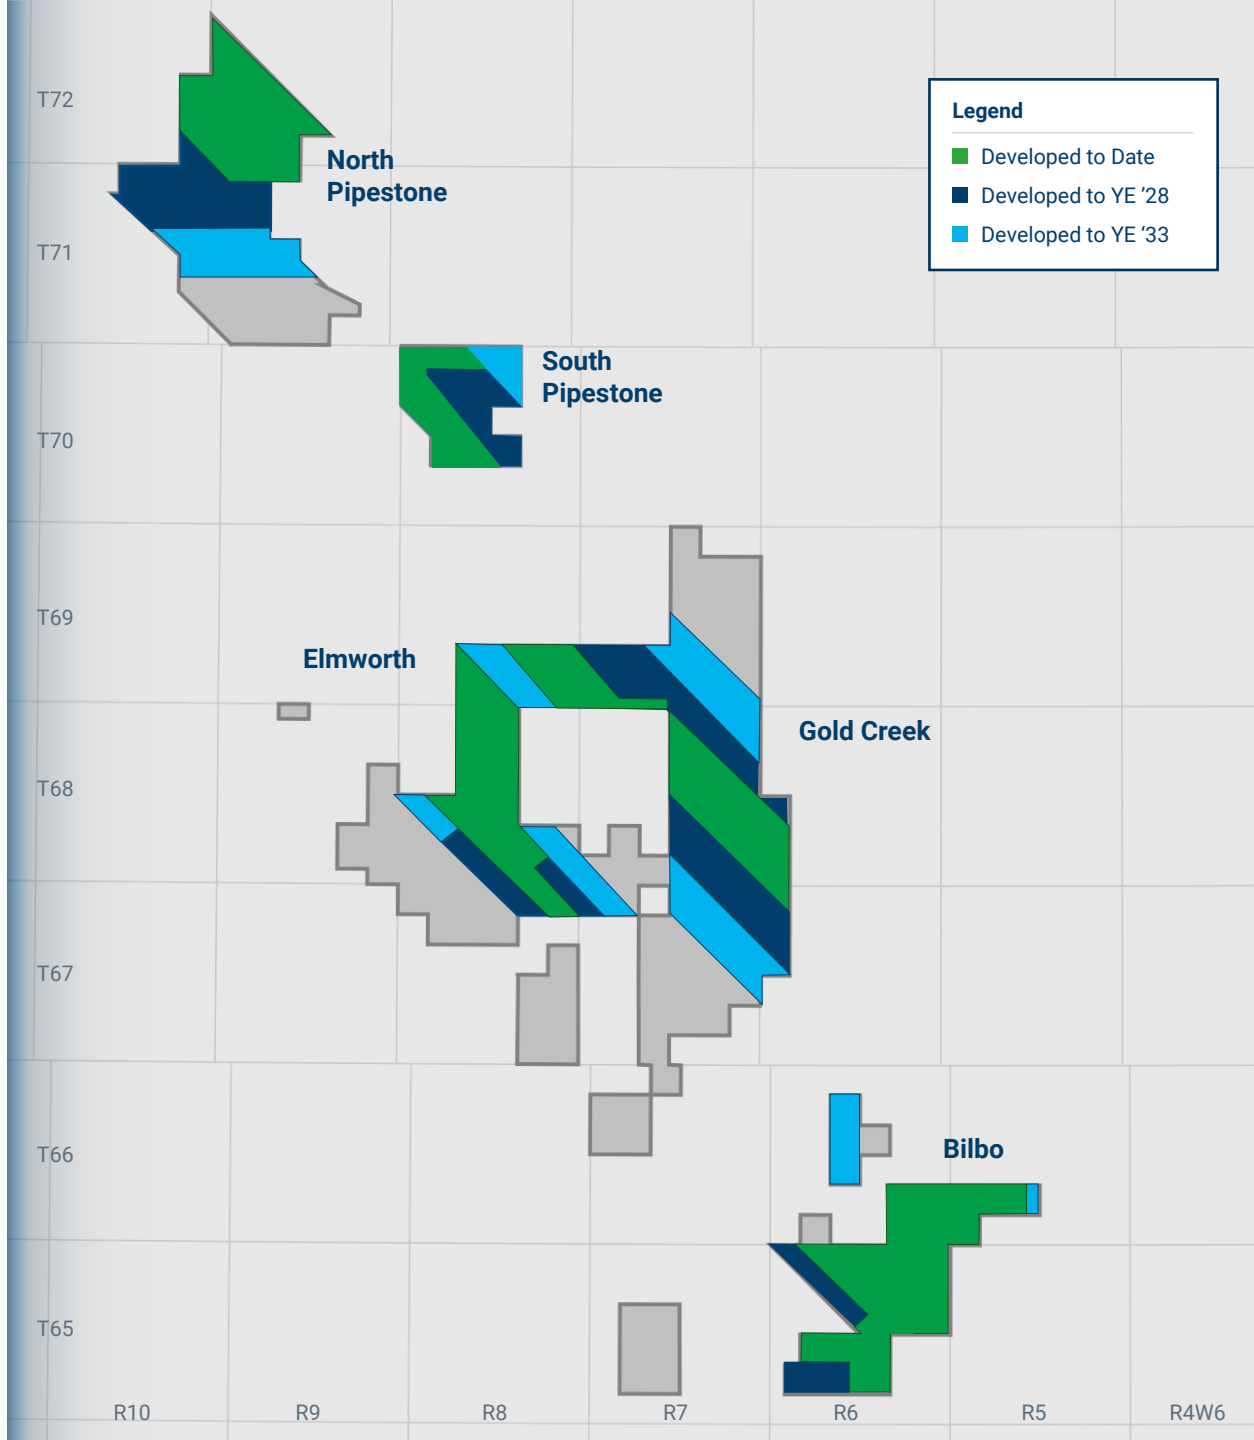 T72
Legend
Developed to Date
North
Pipestone
Developed to YE ’28
Developed to YE ‘33
T71
South
Pipestone
T70
T69
Elmworth
Gold Creek
T68
T67
T66
Bilbo
T65
R10
R9
R8
R7
R6
R5
R4W6